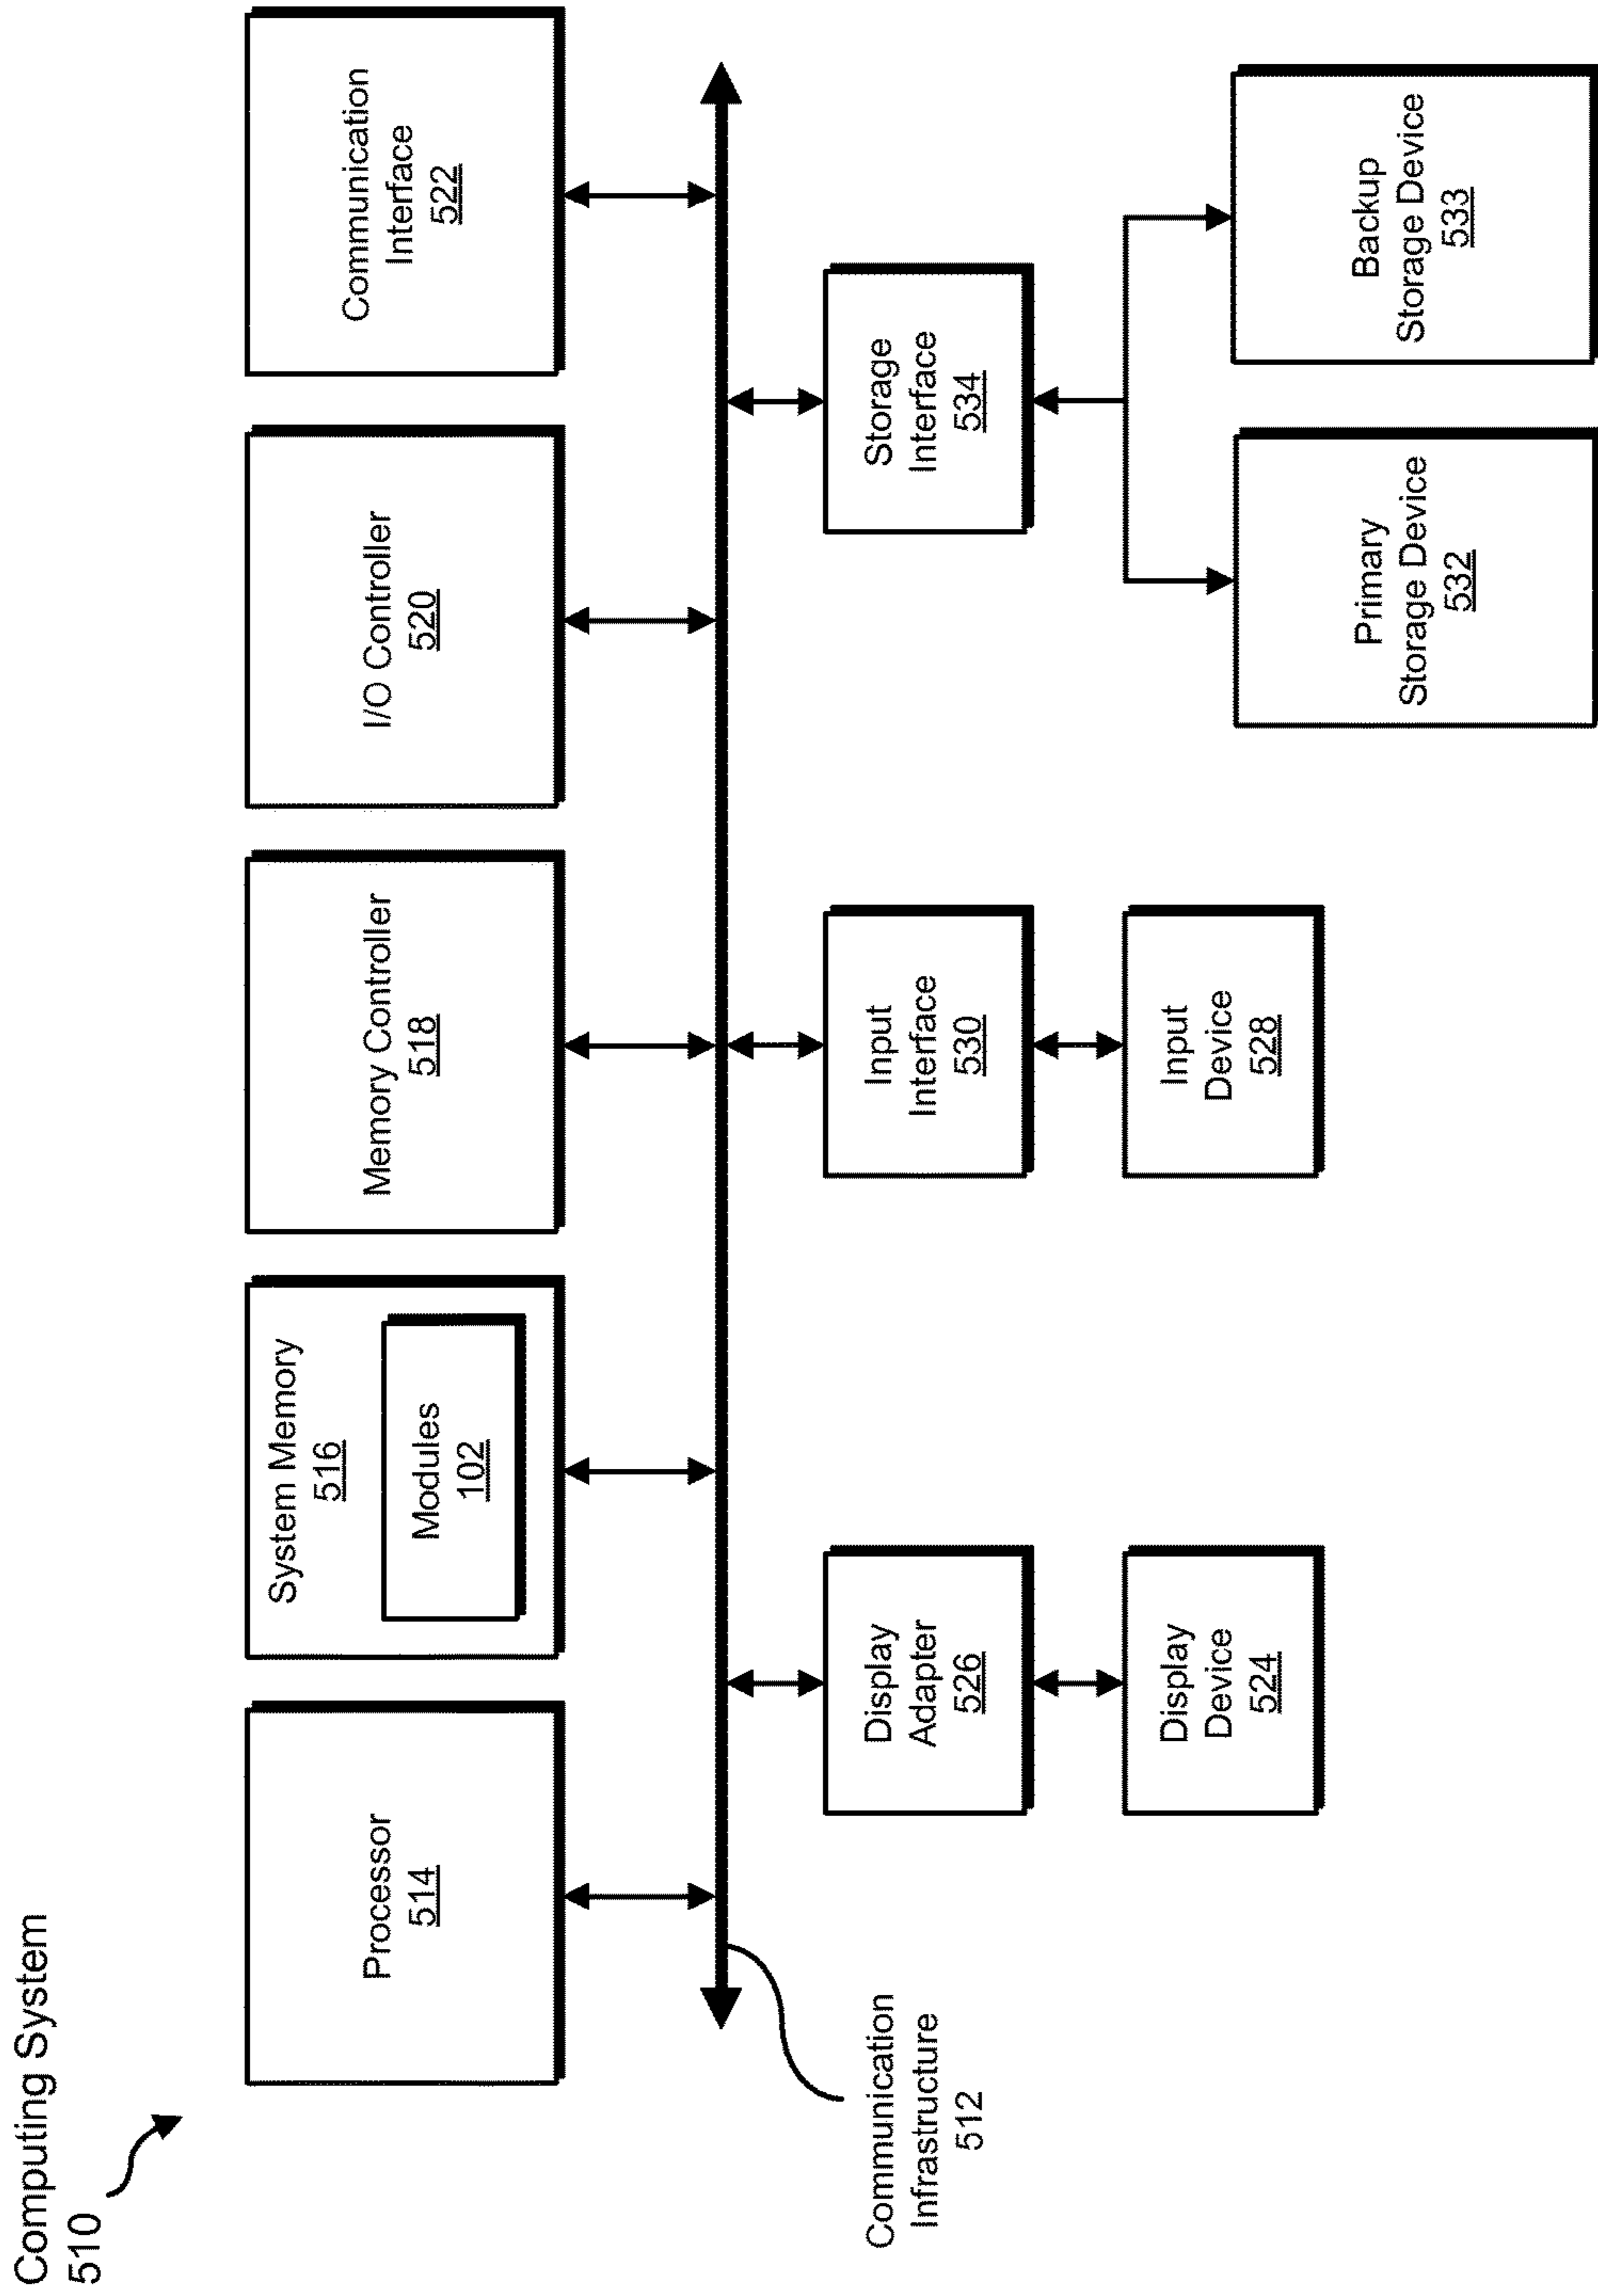 Computing System
510
Processor
514
System Memory
516
Modules
102
Memory Controller
518
I/O Controller
520
Communication
Interface
522
Communication
Infrastructure
512
Display
Adapter
526
Input
Interface
530
Storage
Interface
534
Display
Device
524
Input
Device
528
Primary
Storage Device
532
Backup
Storage Device
533